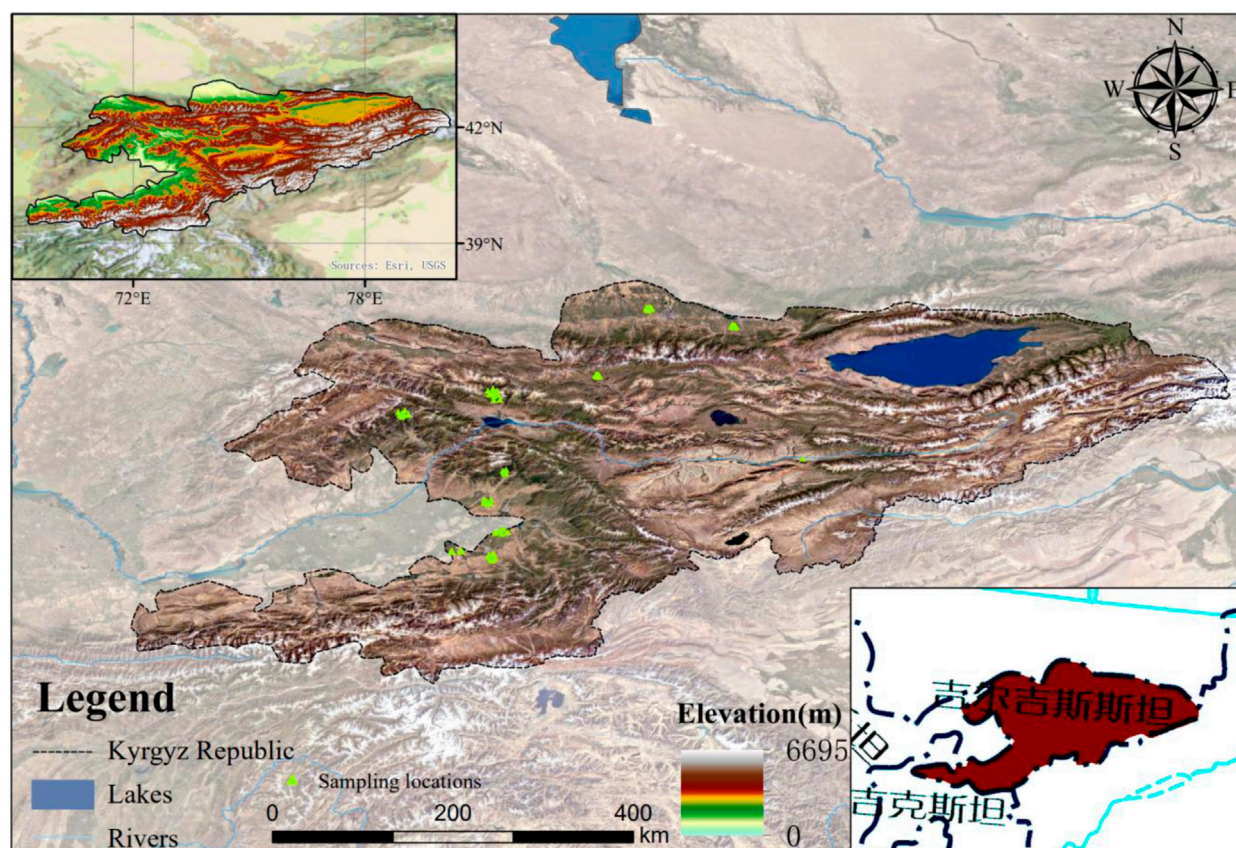 N
W
E
S
42°N
39°N
Sources: Esri, USGS
72°E
78°E
Legend
Kyrgyz Republic
Lakes
Rivers
Sampling locations
0
200
400
km
Elevation(m)
6695
0
吉尔吉斯斯坦
坦
吉克斯坦